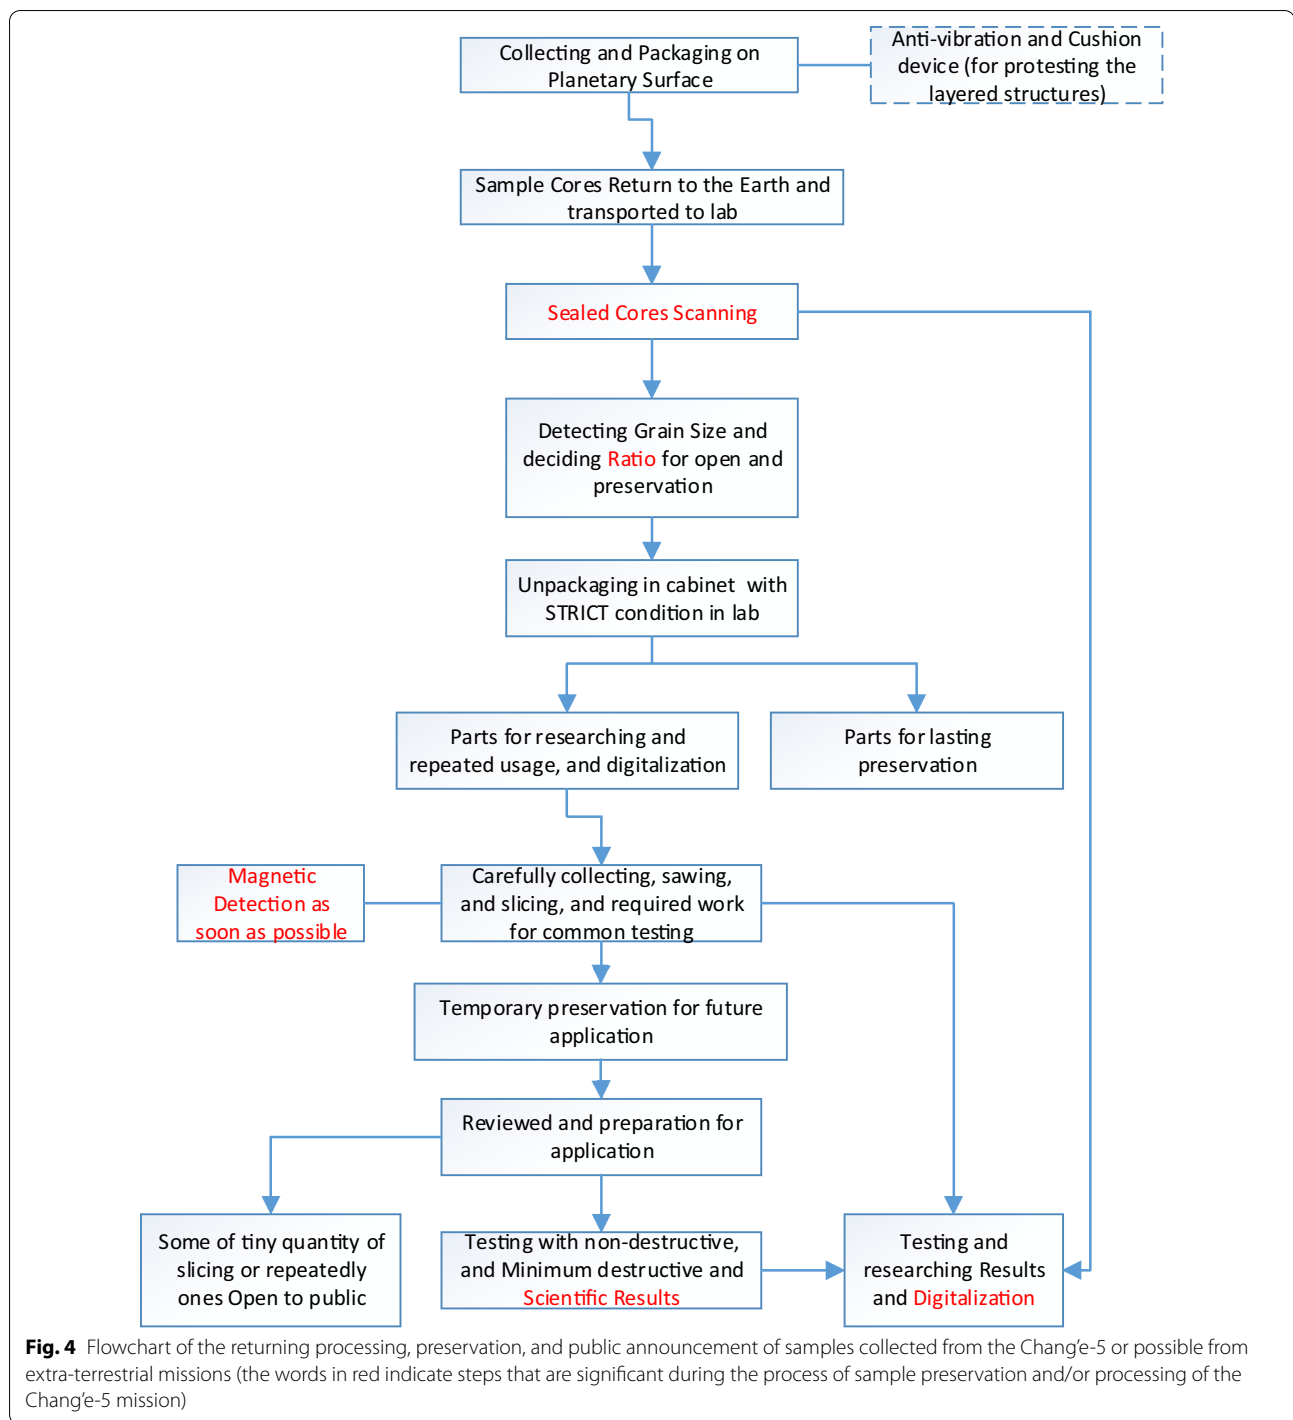 Collecting and Packaging on
Planetary Surface
Anti-vibration and Cushion
device (for protesting the
layered structures)
Sample Cores Return to the Earth and
transported to lab
Sealed Cores Scanning
Detecting Grain Size and
deciding Ratio for open and
preservation
Unpackaging in cabinet with
STRICT condition in lab
Parts for researching and
repeated usage, and digitalization
Parts for lasting
preservation
Magnetic
Detection as
soon as possible
Carefully collecting, sawing,
and slicing, and required work
for common testing
Temporary preservation for future
application
Reviewed and preparation for
application
Some of tiny quantity of
slicing or repeatedly
ones Open to public
Testing with non-destructive,
and Minimum destructive and
Scientific Results
Testing and
researching Results
and Digitalization
Fig. 4 Flowchart of the returning processing, preservation, and public announcement of samples collected from the Chang’e-5 or possible from
extra-terrestrial missions (the words in red indicate steps that are significant during the process of sample preservation and/or processing of the
Chang’e-5 mission)